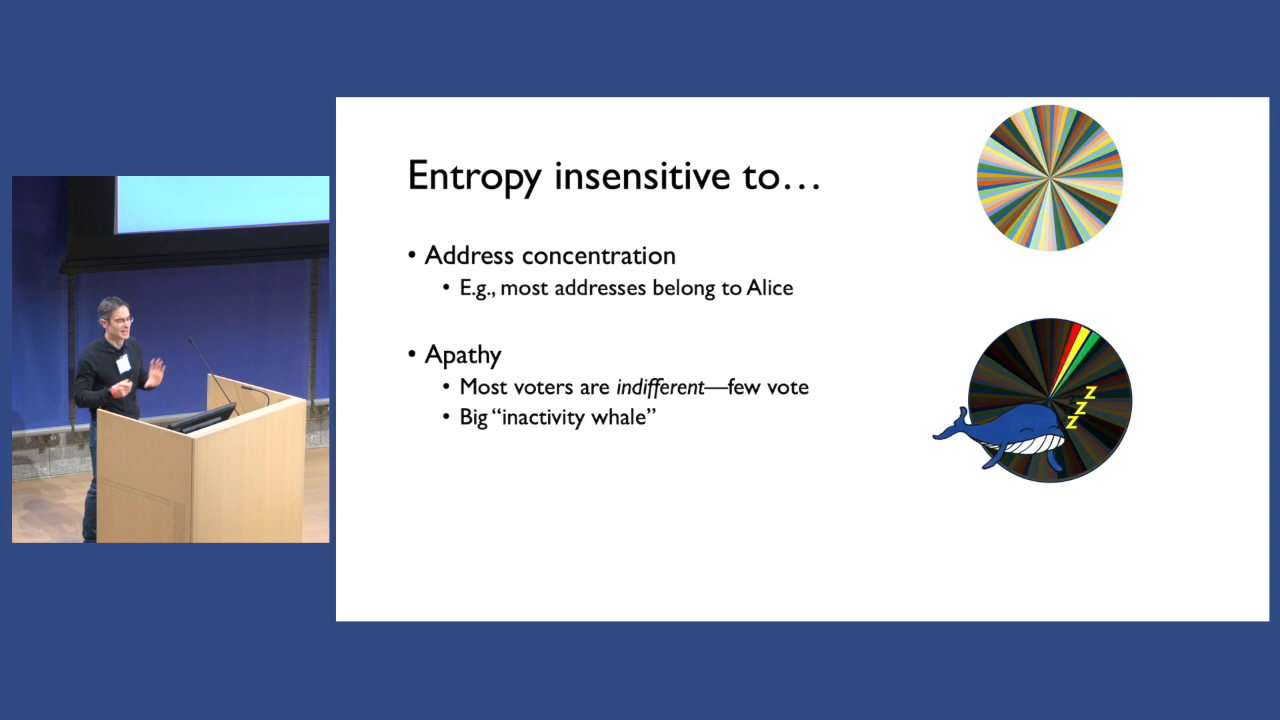 Entropy insensitive to…
• Address concentration
• E.g., most addresses belong to Alice
• Apathy
• Most voters are indifferent—few vote
• Big “inactivity whale”
Z
Z
Z